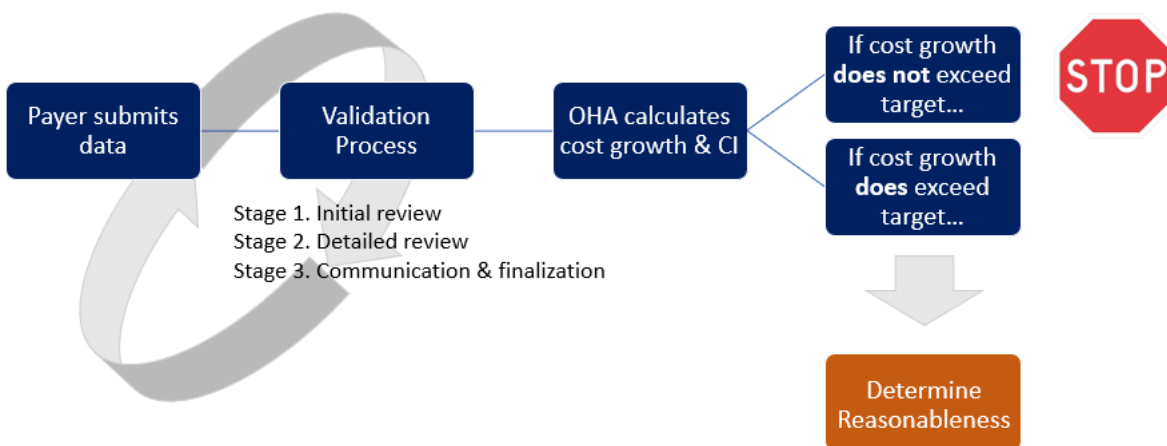 Payer submits
data
Validation
Process
Stage 1. Initial review
Stage 2. Detailed review
Stage 3. Communication & finalization
OHA calculates
cost growth & CI
If cost growth
does not exceed
target...
STOP
If cost growth
does exceed
target...
Determine
Reasonableness